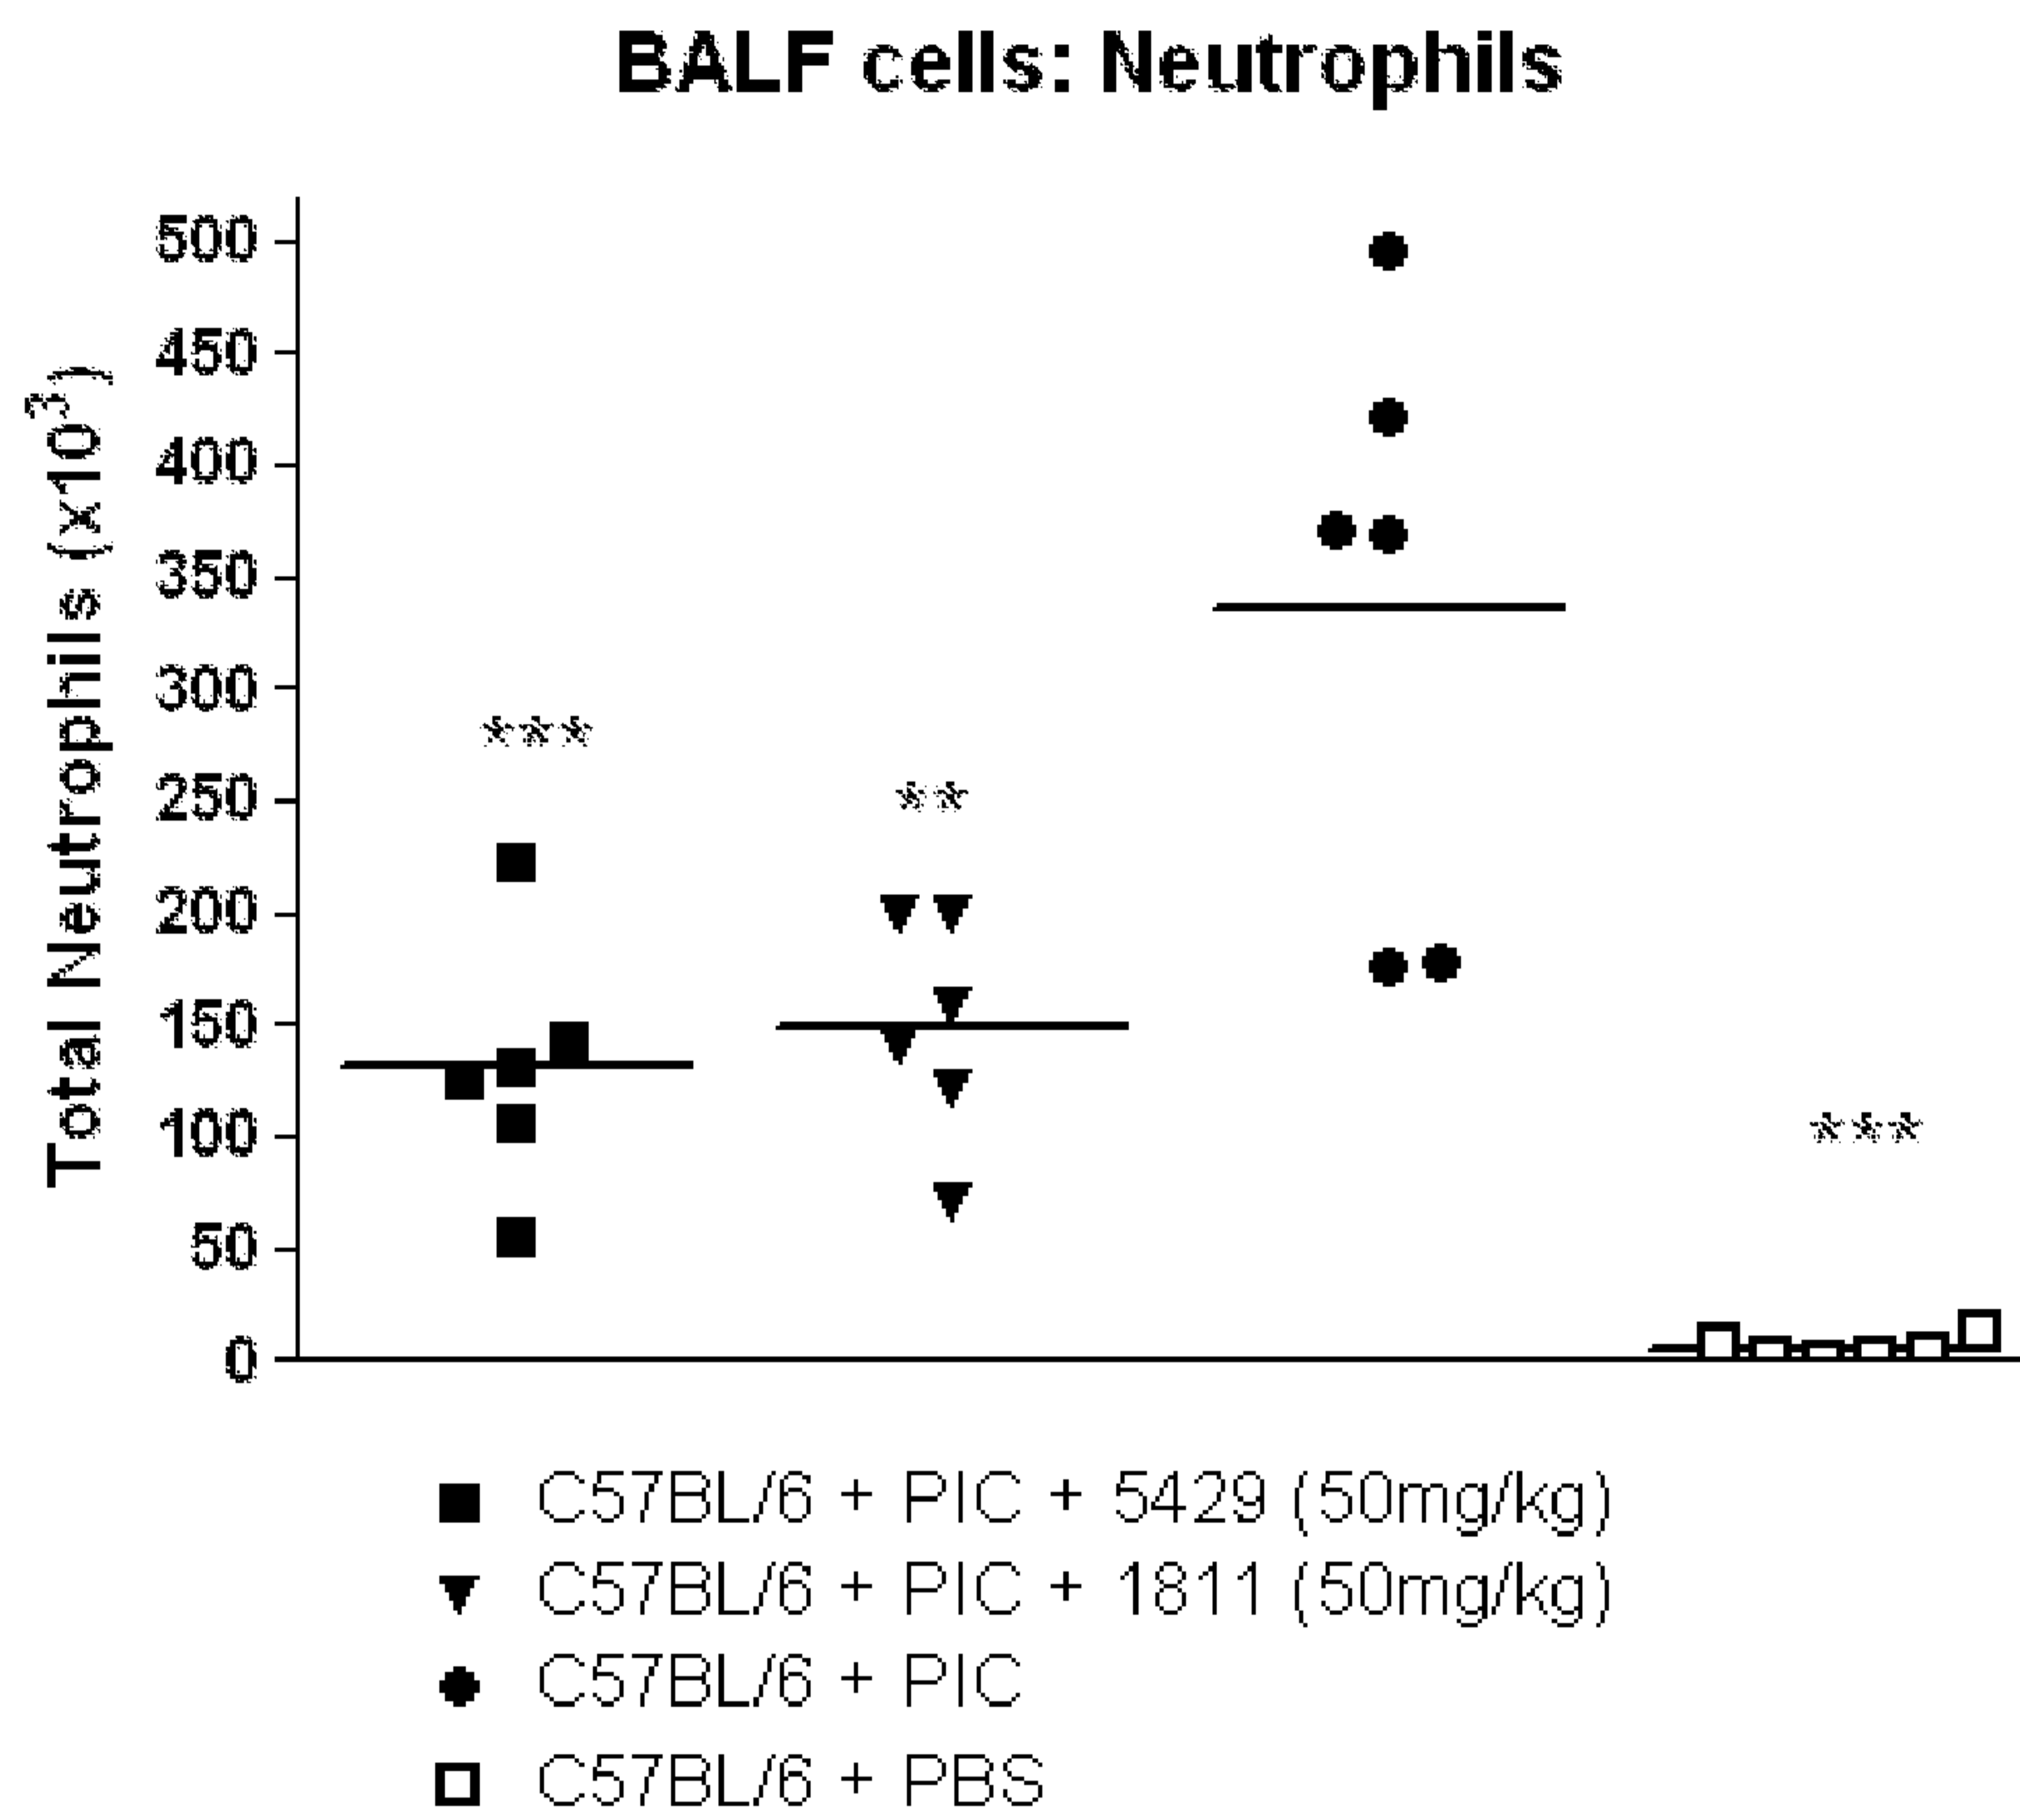 BALF cells: Neutrophils
Total Neutrophils (x10³)
500
450
400
350
300
250
200
150
100
50
0
***
**
***
C57BL/6 + PIC + 5429 (50mg/kg)
C57BL/6 + PIC + 1811 (50mg/kg)
C57BL/6 + PIC
C57BL/6 + PBS